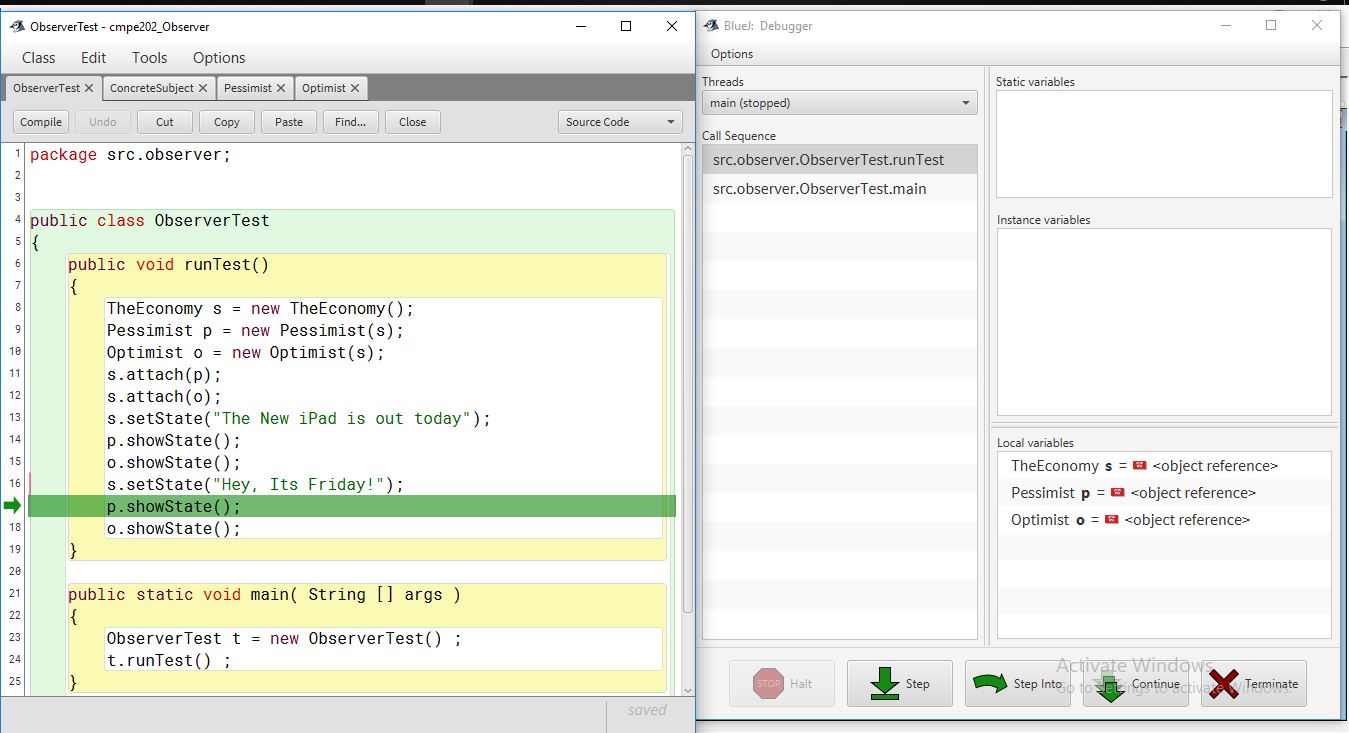 ObserverTest - cmpe202_Observer
Class Edit Tools Options
ObserverTest ConcreteSubject Pessimist Optimist
Compile Undo Cut Copy Paste Find... Close Source Code
1 package src.observer;
2
3
4 public class ObserverTest
5 {
6 public void runTest()
7 {
8 TheEconomy s = new TheEconomy();
9 Pessimist p = new Pessimist(s);
10 Optimist o = new Optimist(s);
11 s.attach(p);
12 s.attach(o);
13 s.setState("The New iPad is out today");
14 p.showState();
15 o.showState();
16 s.setState("Hey, Its Friday!");
p.showState();
18 o.showState();
19 }
20
21 public static void main( String [] args )
22 {
23 ObserverTest t = new ObserverTest() ;
24 t.runTest() ;
25 }
saved
BlueJ: Debugger
Options
Threads
main (stopped)
Call Sequence
src.observer.ObserverTest.runTest
src.observer.ObserverTest.main
Static variables
Instance variables
Local variables
TheEconomy s = <object reference>
Pessimist p = <object reference>
Optimist o = <object reference>
Activate Windows
Go to Settings to activate Windows.
STOP Halt Step Step Into Continue Terminate